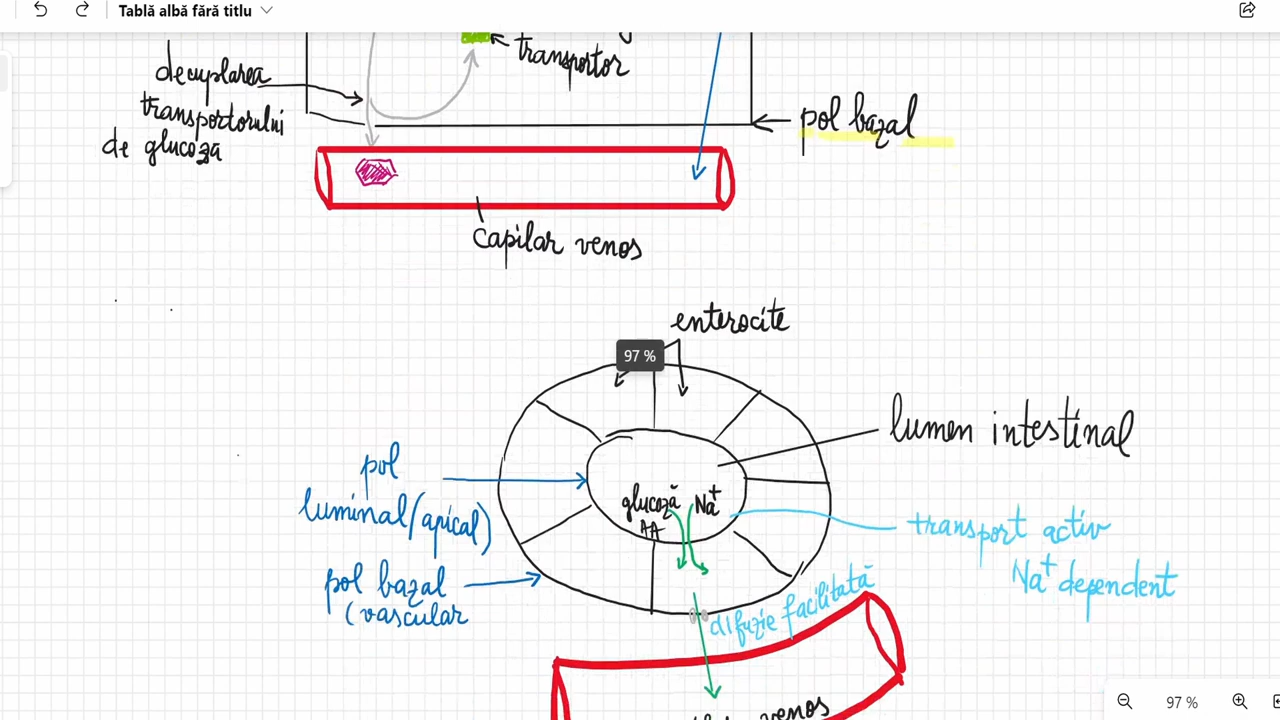 Tablă albă fără titlu
transportor
decuplarea
transportorului
de glucoză
pol bazal
capilar venos
enterocite
97 %
lumen intestinal
pol
luminal/(apical)
glucoză Na+
AA
transport activ
Na+ dependent
pol bazal
(vascular
difuzie facilitată
venos
97 %